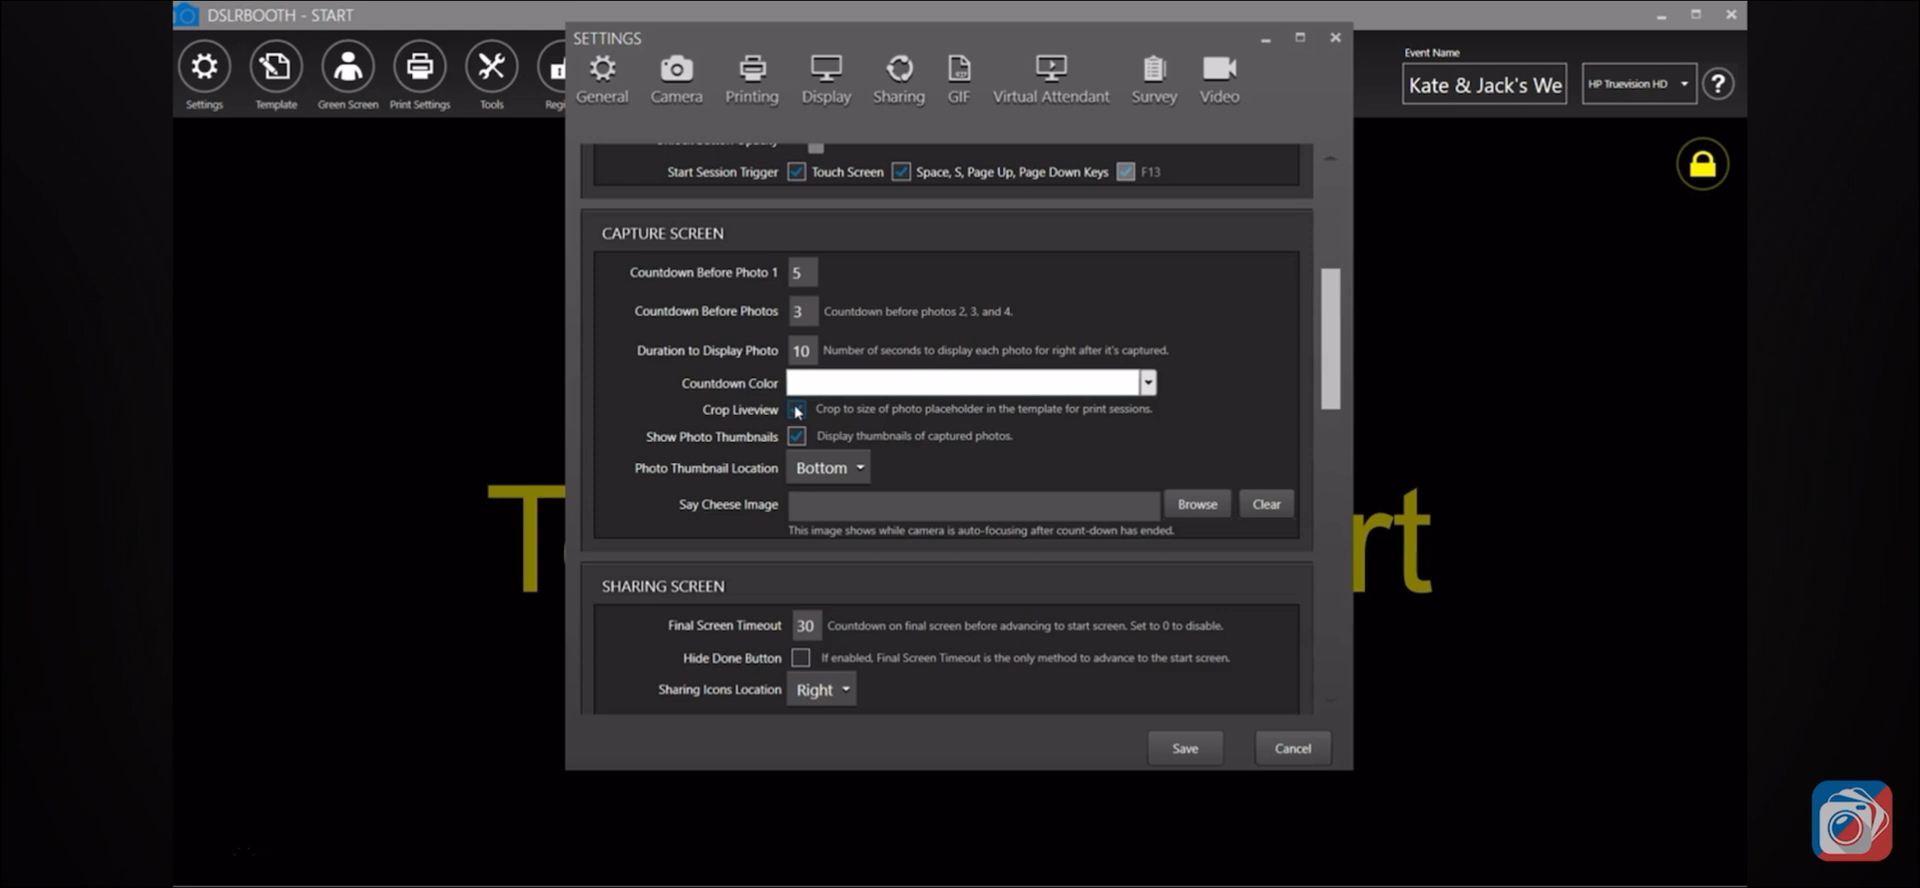 DSLRBOOTH - START
SETTINGS
Settings
Template
Green Screen
Print Settings
Tools
General
Camera
Printing
Display
Sharing
GIF
Virtual Attendant
Survey
Video
Event Name
Kate & Jack's We
HP Truevision HD
?
Start Session Trigger Touch Screen Space, S, Page Up, Page Down Keys F13
CAPTURE SCREEN
Countdown Before Photo 1 5
Countdown Before Photos 3 Countdown before photos 2, 3, and 4.
Duration to Display Photo 10 Number of seconds to display each photo for right after it's captured.
Countdown Color
Crop Liveview Crop to size of photo placeholder in the template for print sessions.
Show Photo Thumbnails Display thumbnails of captured photos.
Photo Thumbnail Location Bottom
Say Cheese Image Browse Clear
This image shows while camera is auto-focusing after count-down has ended.
SHARING SCREEN
Final Screen Timeout 30 Countdown on final screen before advancing to start screen. Set to 0 to disable.
Hide Done Button If enabled, Final Screen Timeout is the only method to advance to the start screen.
Sharing Icons Location Right
Save Cancel
T
rt